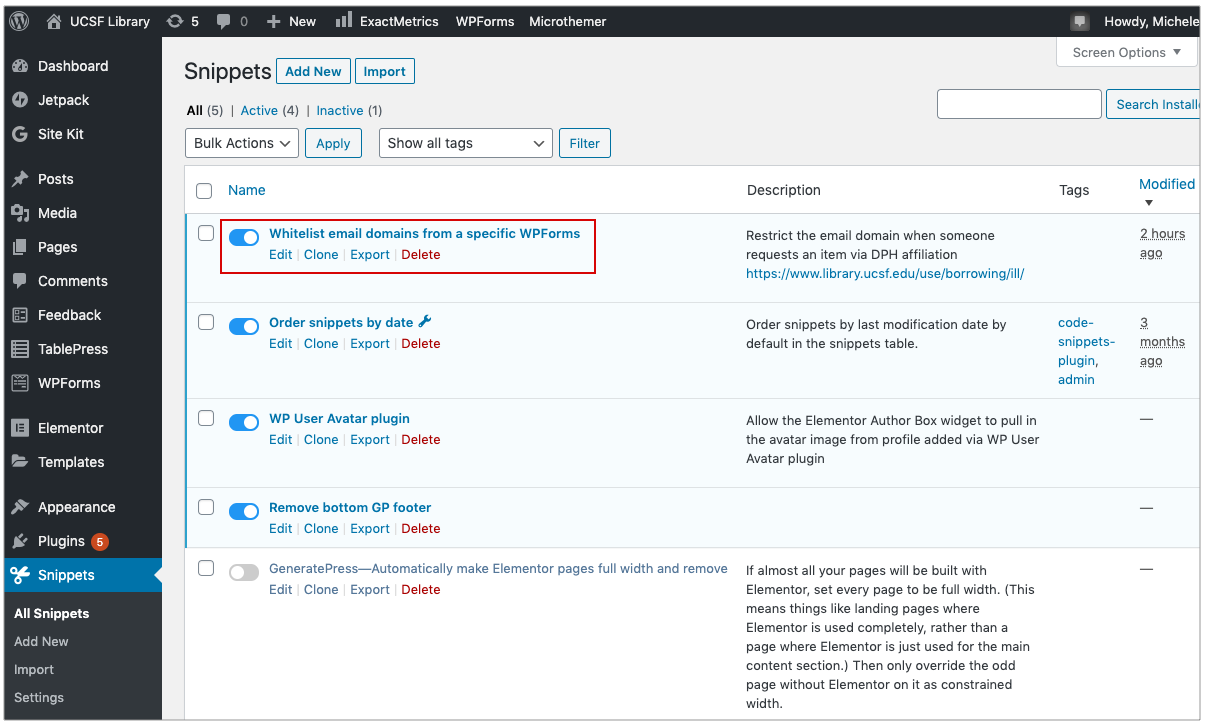 UCSF Library 5 0 New ExactMetrics WPForms Microthemer Howdy, Michele
Screen Options ▼
Dashboard
Jetpack
Site Kit
Posts
Media
Pages
Comments
Feedback
TablePress
WPForms
Elementor
Templates
Appearance
Plugins 5
Snippets
All Snippets
Add New
Import
Settings
Snippets Add New Import
All (5) | Active (4) | Inactive (1)
Search Installe
Bulk Actions Apply Show all tags Filter
Name Description Tags Modified ▼
Whitelist email domains from a specific WPForms
Edit | Clone | Export | Delete
Restrict the email domain when someone
requests an item via DPH affiliation
https://www.library.ucsf.edu/use/borrowing/ill/
2 hours
ago
Order snippets by date
Edit | Clone | Export | Delete
Order snippets by last modification date by
default in the snippets table.
code-
snippets-
plugin,
admin
3
months
ago
WP User Avatar plugin
Edit | Clone | Export | Delete
Allow the Elementor Author Box widget to pull in
the avatar image from profile added via WP User
Avatar plugin
—
Remove bottom GP footer
Edit | Clone | Export | Delete
—
GeneratePress—Automatically make Elementor pages full width and remove
Edit | Clone | Export | Delete
If almost all your pages will be built with
Elementor, set every page to be full width. (This
means things like landing pages where
Elementor is used completely, rather than a
page where Elementor is just used for the main
content section.) Then only override the odd
page without Elementor on it as constrained
width.
—